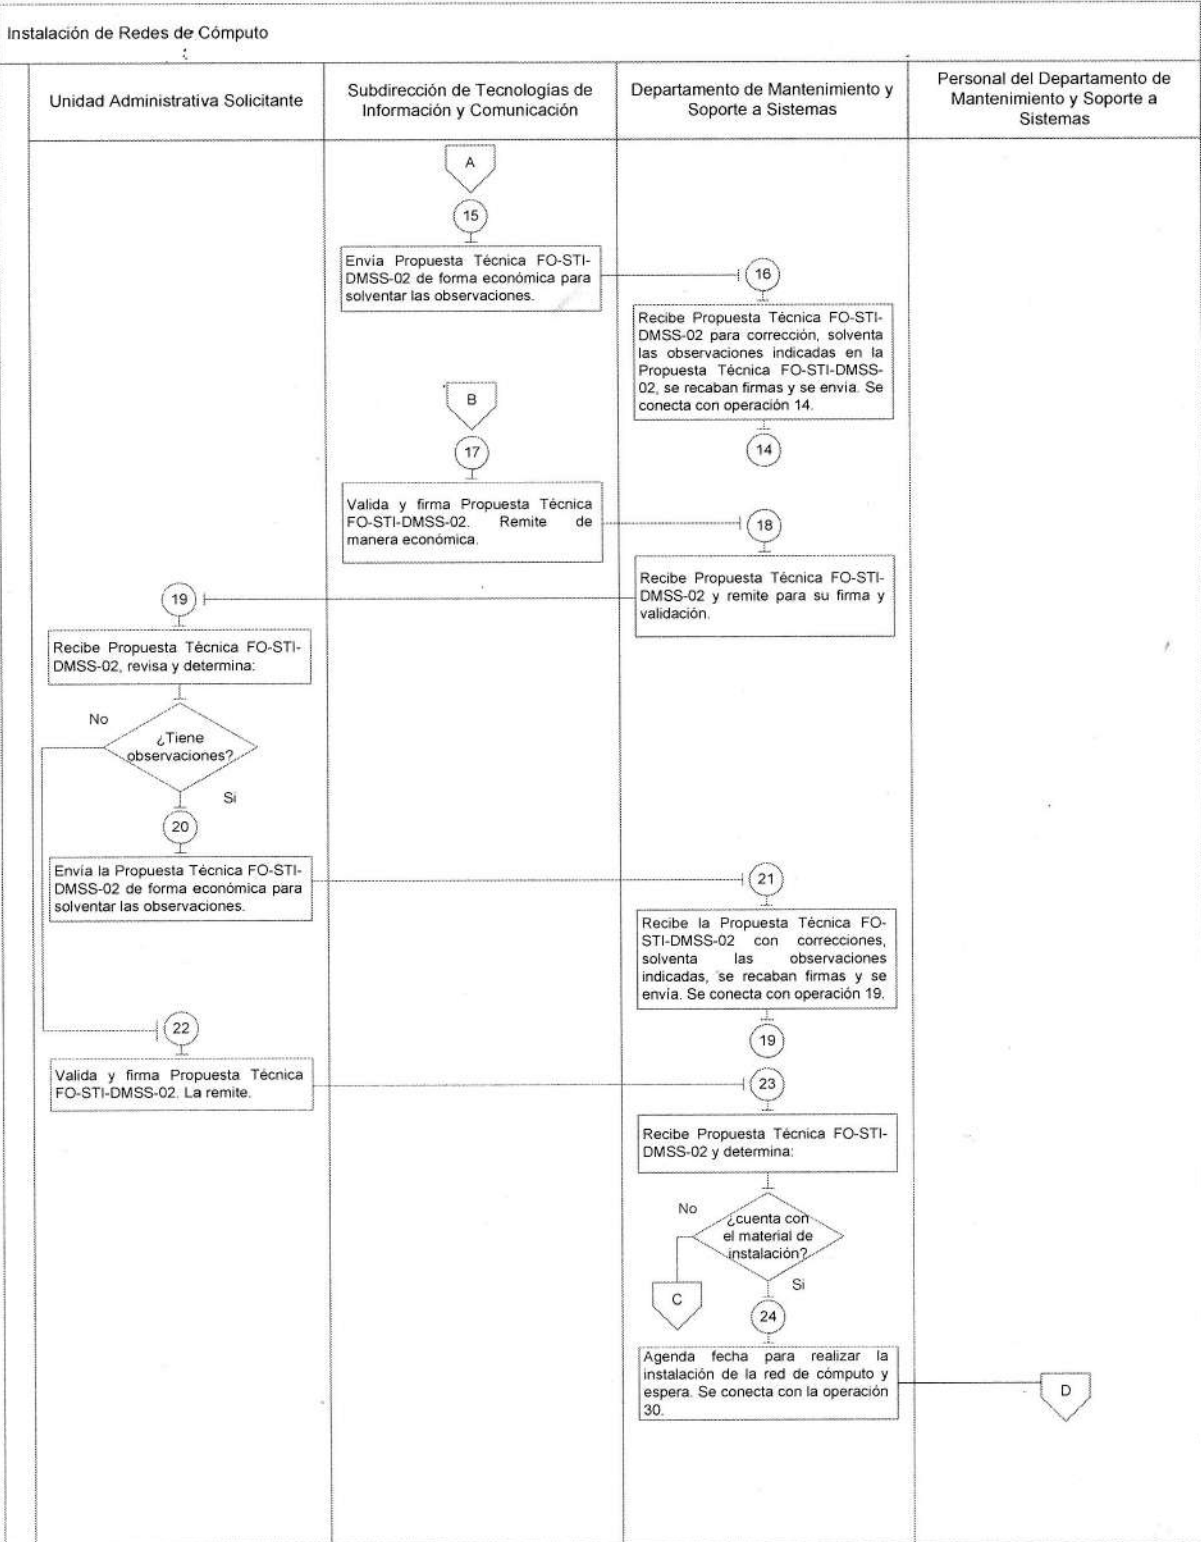 Instalación de Redes de Cómputo
Unidad Administrativa Solicitante
Subdirección de Tecnologías de
Información y Comunicación
Departamento de Mantenimiento y
Soporte a Sistemas
Personal del Departamento de
Mantenimiento y Soporte a
Sistemas
A
15
Envía Propuesta Técnica FO-STI-
DMSS-02 de forma económica para
solventar las observaciones.
16
Recibe Propuesta Técnica FO-STI-
DMSS-02 para corrección, solventa
las observaciones indicadas en la
Propuesta Técnica FO-STI-DMSS-
02, se recaban firmas y se envía. Se
conecta con operación 14.
14
B
17
Valida y firma Propuesta Técnica
FO-STI-DMSS-02. Remite de
manera económica.
18
Recibe Propuesta Técnica FO-STI-
DMSS-02 y remite para su firma y
validación.
19
Recibe Propuesta Técnica FO-STI-
DMSS-02, revisa y determina:
No
¿Tiene
observaciones?
Si
20
Envía la Propuesta Técnica FO-STI-
DMSS-02 de forma económica para
solventar las observaciones.
21
Recibe la Propuesta Técnica FO-
STI-DMSS-02 con correcciones,
solventa las observaciones
indicadas, se recaban firmas y se
envía. Se conecta con operación 19.
19
22
Valida y firma Propuesta Técnica
FO-STI-DMSS-02. La remite.
23
Recibe Propuesta Técnica FO-STI-
DMSS-02 y determina:
No
¿cuenta con
el material de
instalación?
Si
C
24
Agenda fecha para realizar la
instalación de la red de cómputo y
espera. Se conecta con la operación
30.
D